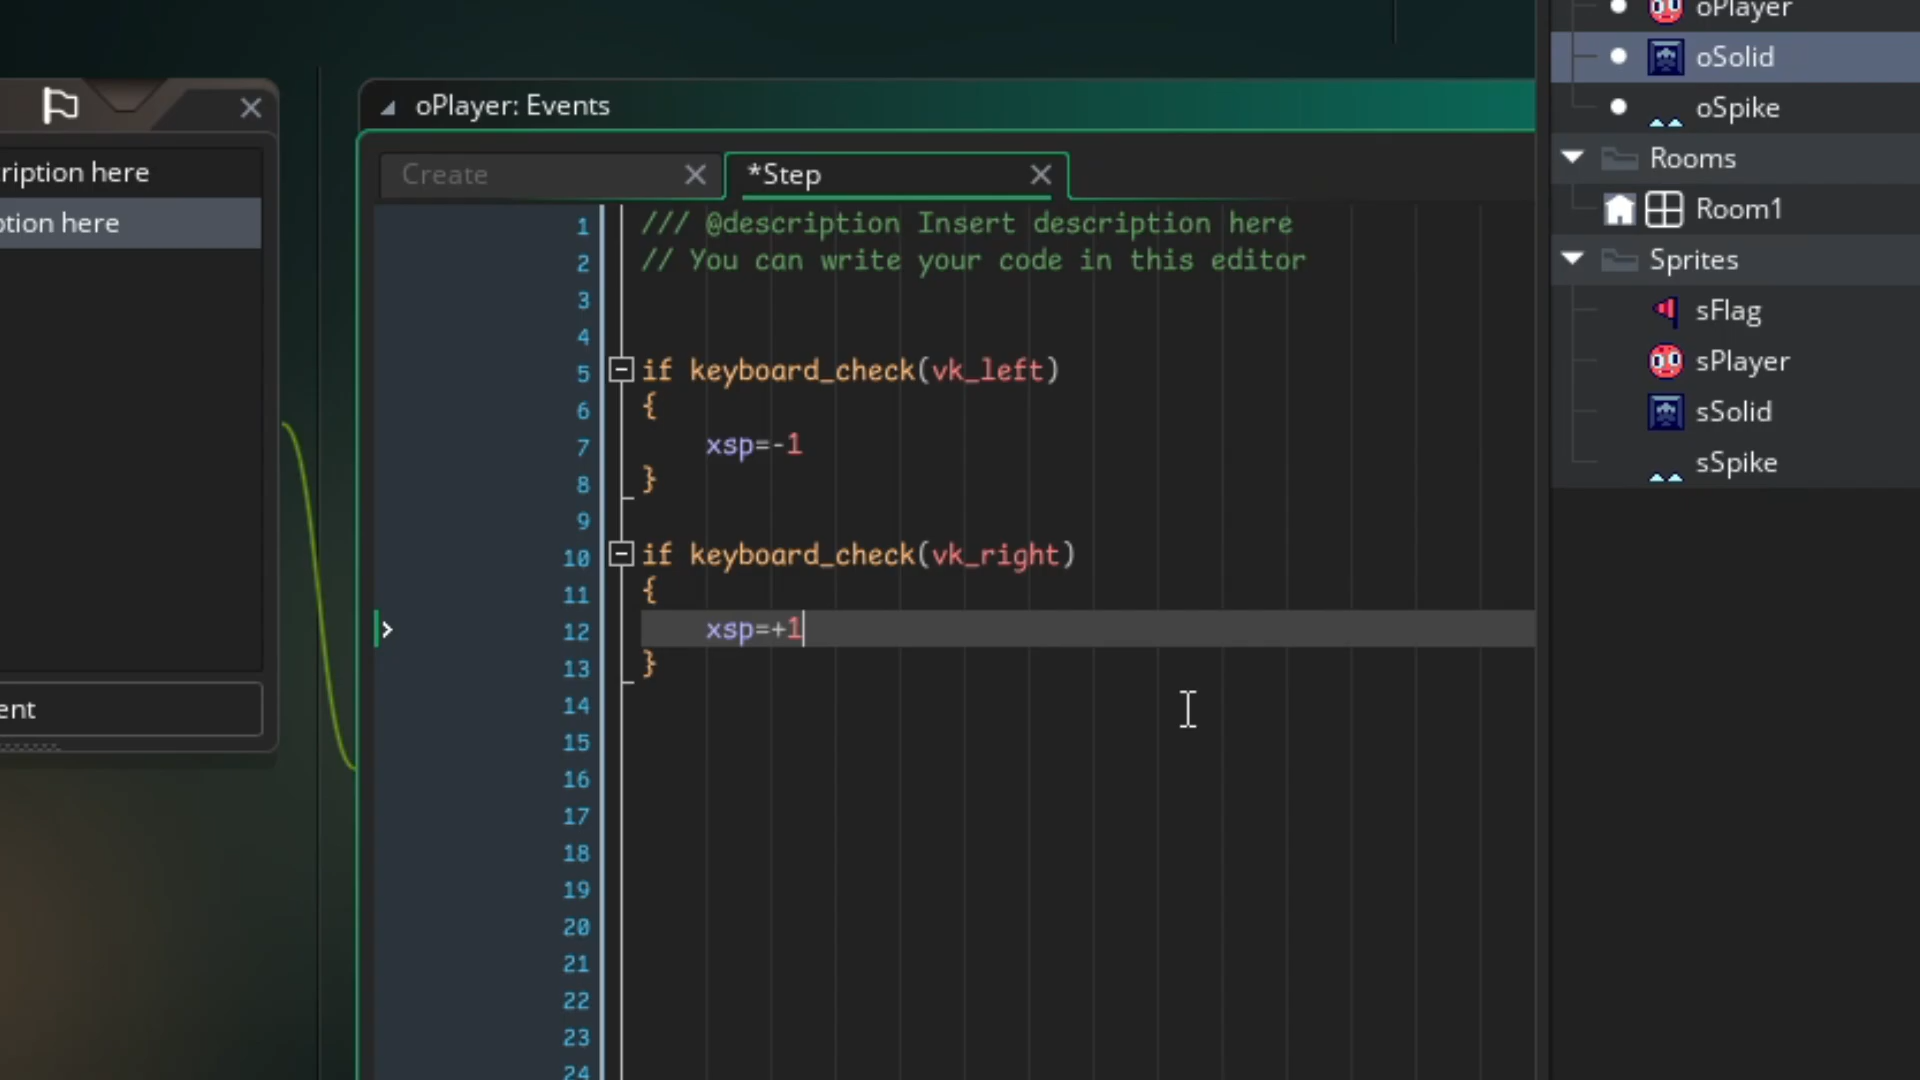 ription here
ption here
ent
oPlayer: Events
Create
*Step
1 /// @description Insert description here
2 // You can write your code in this editor
3
4
5 if keyboard_check(vk_left)
6 {
7 xsp=-1
8 }
9
10 if keyboard_check(vk_right)
11 {
12 xsp=+1
13 }
14
15
16
17
18
19
20
21
22
23
24
oPlayer
oSolid
oSpike
Rooms
Room1
Sprites
sFlag
sPlayer
sSolid
sSpike